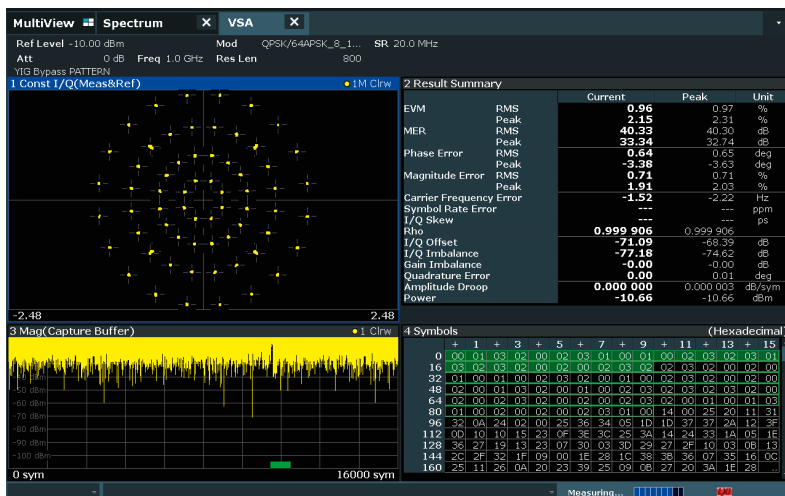 MultiView Spectrum X VSA X
Ref Level -10.00 dBm Mod QPSK/64APSK_8_1... SR 20.0 MHz
Att 0 dB Freq 1.0 GHz Res Len 800
YIG Bypass PATTERN
1 Const I/Q(Meas&Ref) 1M Clrw
-2.48 2.48
2 Result Summary
Current Peak Unit
EVM RMS 0.96 0.97 %
Peak 2.15 2.31 %
MER RMS 40.33 40.30 dB
Peak 33.34 32.74 dB
Phase Error RMS 0.64 0.65 deg
Peak -3.38 -3.63 deg
Magnitude Error RMS 0.71 0.71 %
Peak 1.91 2.03 %
Carrier Frequency Error -1.52 -2.22 Hz
Symbol Rate Error --- --- ppm
I/Q Skew --- --- ps
Rho 0.999 906 0.999 906
I/Q Offset -71.09 -68.39 dB
I/Q Imbalance -77.18 -74.62 dB
Gain Imbalance -0.00 -0.00 dB
Quadrature Error 0.00 0.01 deg
Amplitude Droop 0.000 000 0.000 003 dB/sym
Power -10.66 -10.66 dBm
3 Mag(Capture Buffer) 1 Clrw
-60 dBm
-70 dBm
-80 dBm
-90 dBm
-100 dBm
0 sym 16000 sym
4 Symbols (Hexadecimal)
+ 1 + 3 + 5 + 7 + 9 + 11 + 13 + 15
0 00 01 03 02 00 02 03 01 00 01 00 02 03 02 03 01
16 03 02 03 02 00 02 00 02 03 02 02 03 02 00 02 00
32 01 00 01 00 02 03 02 00 01 00 02 03 02 02 00 02
48 02 00 01 03 02 00 01 00 02 03 02 03 02 03 02 00
64 02 00 02 03 02 00 02 03 02 03 02 00 01 00 01 03
80 01 00 02 00 02 00 02 03 01 00 14 00 25 20 11 31
96 32 0A 24 02 00 25 36 34 05 1D 1D 37 37 2A 12 3F
112 0D 10 10 15 23 0F 3E 3C 25 3A 14 24 33 1A 05 1E
128 36 27 19 13 23 07 30 03 3D 29 27 2F 10 03 0B 13
144 2C 2F 32 1F 09 00 1E 28 1C 38 3B 36 07 35 16 0C
160 25 11 26 0A 20 23 39 25 09 0B 27 20 3A 1E 28 ..
Measuring...